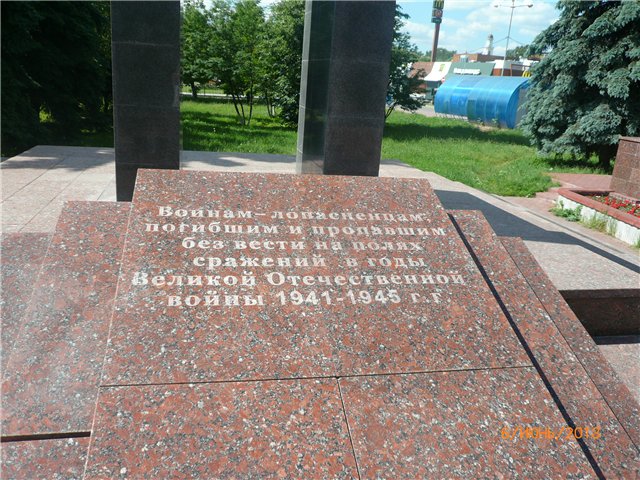 Воинам-лопасненцам,
погибшим и пропавшим
без вести на полях
сражений в годы
Великой Отечественной
войны 1941-1945 г.г